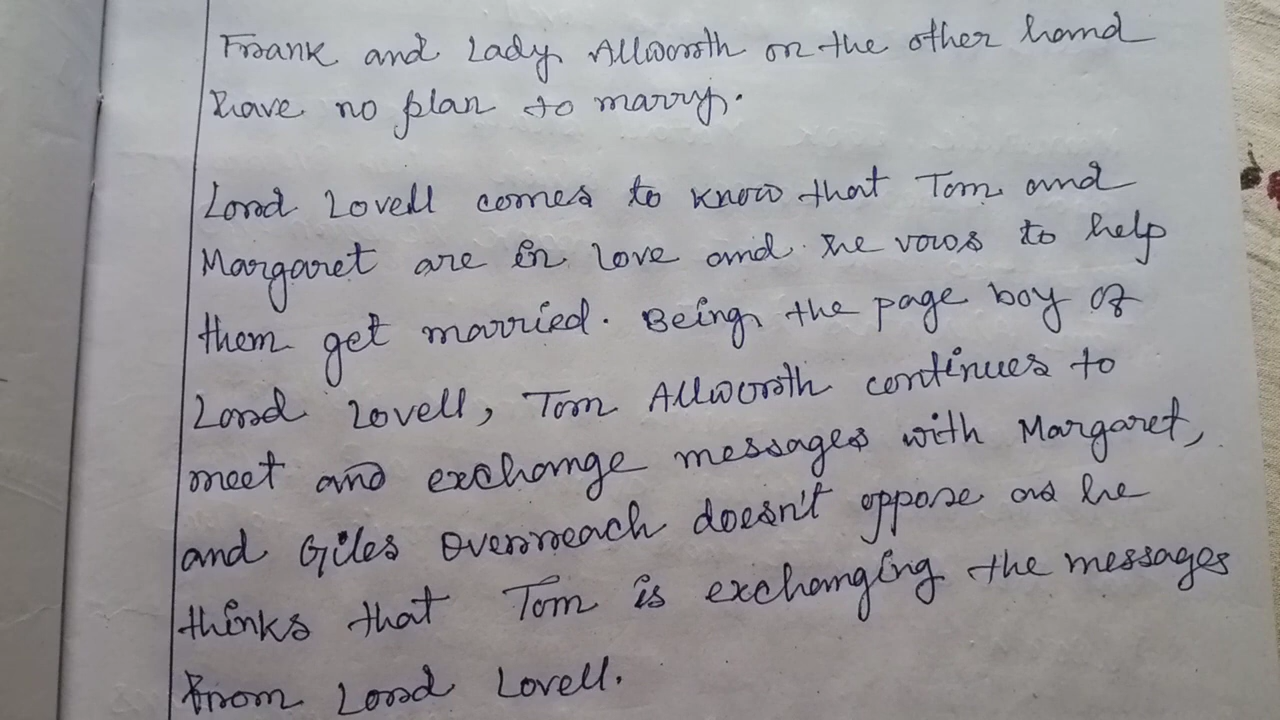 Frank and Lady Allworth on the other hand
have no plan to marry.
Lord Lovell comes to know that Tom and
Margaret are in love and he vows to help
them get married. Being the page boy of
Lord Lovell, Tom Allworth continues to
meet and exchange messages with Margaret,
and Giles Overreach doesn't oppose as he
thinks that Tom is exchanging the messages
from Lord Lovell.